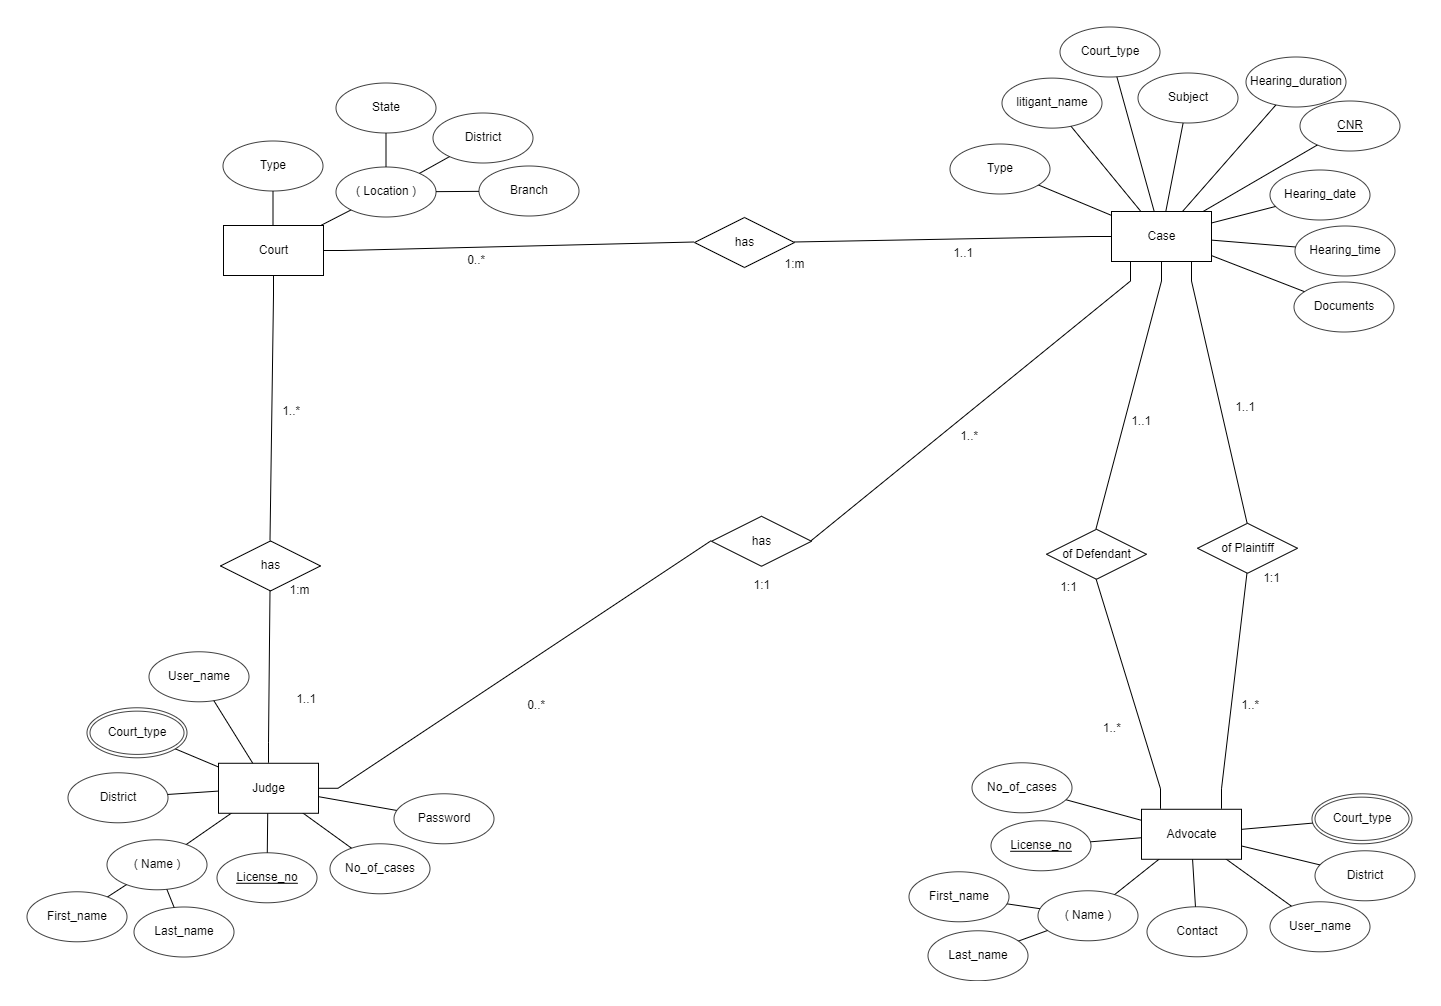 Court_type
Hearing_duration
Subject
litigant_name
State
CNR
District
Type
Type
( Location )
Branch
Hearing_date
Case
has
Court
Hearing_time
0..*
1:m
1..1
Documents
1..*
1..1
1..1
1..*
has
of Defendant
of Plaintiff
has
1:m
1:1
1:1
1:1
User_name
1..1
0..*
1..*
1..*
Court_type
Judge
No_of_cases
District
Password
Court_type
Advocate
License_no
( Name )
No_of_cases
License_no
District
First_name
Last_name
First_name
( Name )
Contact
User_name
Last_name